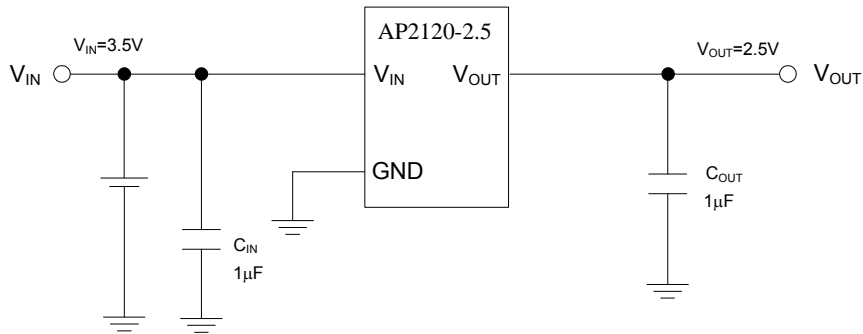 AP2120-2.5
V_IN=3.5V
V_OUT=2.5V
V_IN
V_IN
V_OUT
V_OUT
GND
C_OUT
1μF
C_IN
1μF